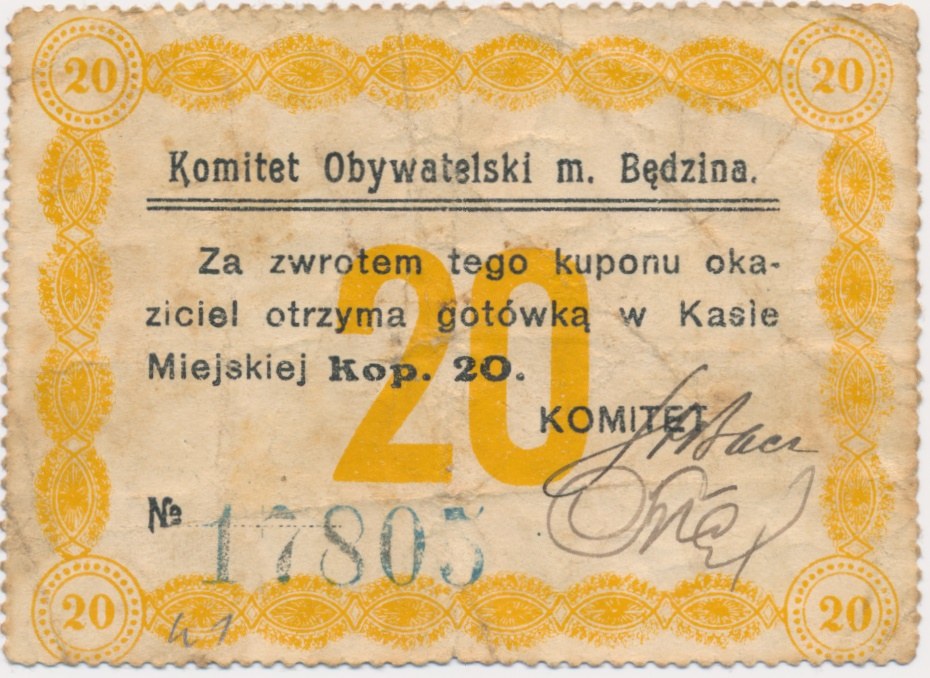 20 20
Komitet Obywatelski m. Będzina.
20
Za zwrotem tego kuponu oka-
ziciel otrzyma gotówką w Kasie
Miejskiej Kop. 20.
KOMITET
№ 17805
20 20